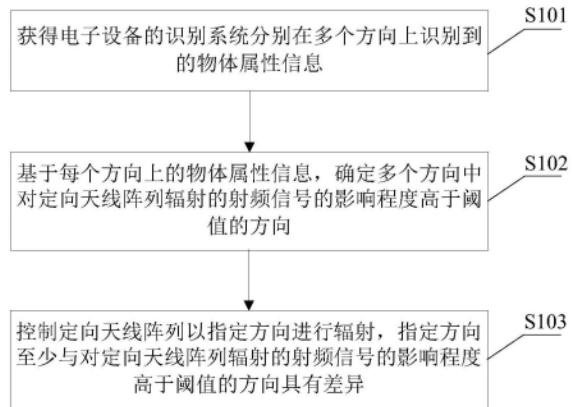 S101
获得电子设备的识别系统分别在多个方向上识别到
的物体属性信息
S102
基于每个方向上的物体属性信息，确定多个方向中
对定向天线阵列辐射的射频信号的影响程度高于阈
值的方向
S103
控制定向天线阵列以指定方向进行辐射，指定方向
至少与对定向天线阵列辐射的射频信号的影响程度
高于阈值的方向具有差异